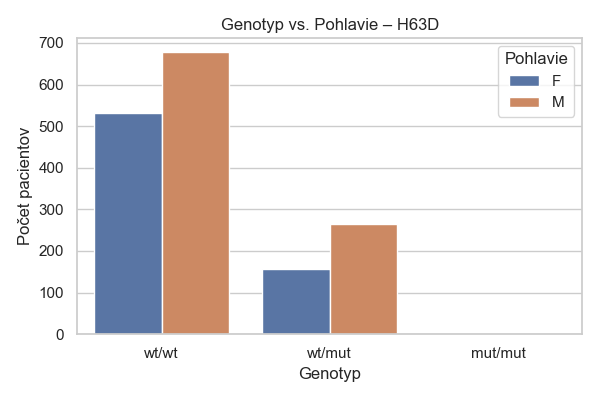 Genotyp vs. Pohlavie – H63D
Počet pacientov
700
600
500
400
300
200
100
0
Pohlavie
F
M
wt/wt
wt/mut
mut/mut
Genotyp